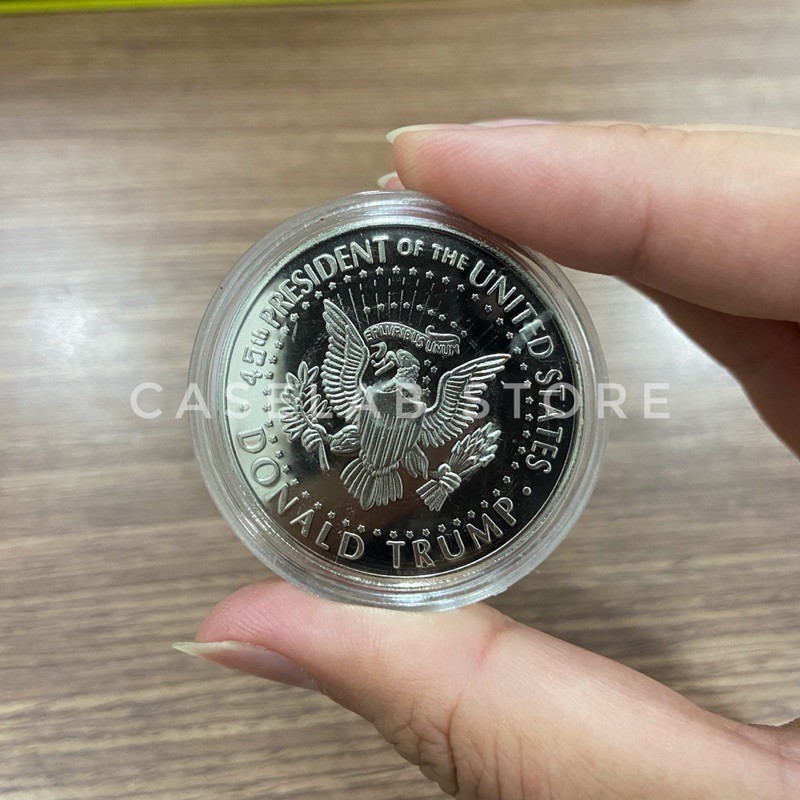 45th PRESIDENT OF THE UNITED STATES
E PLURIBUS UNUM
DONALD TRUMP
CASELAB STORE